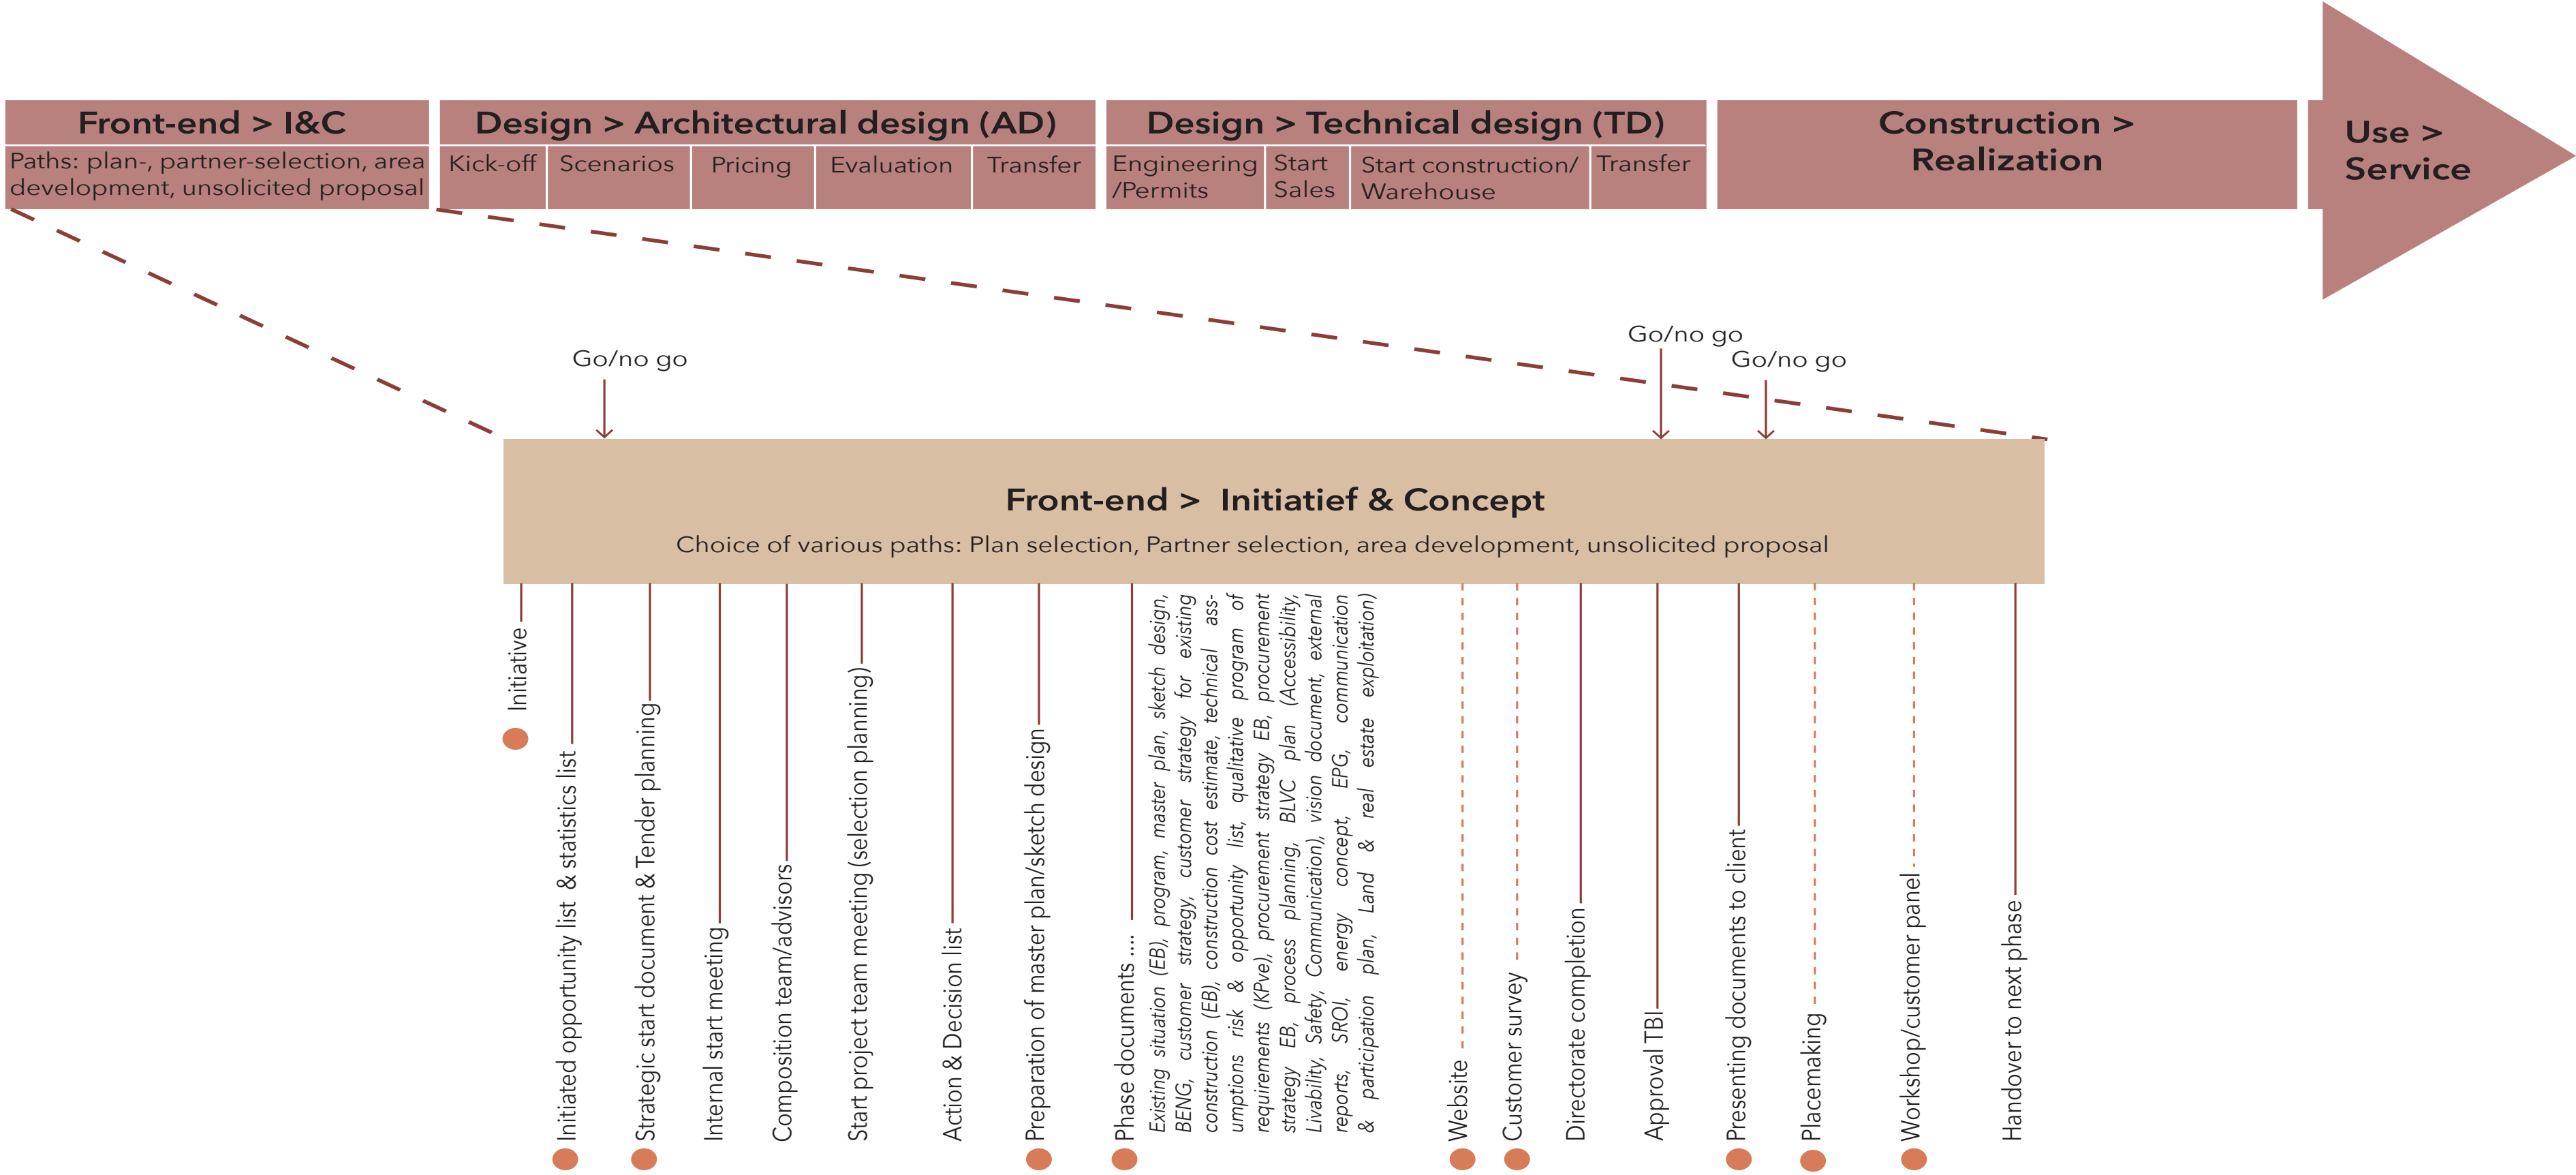 Front-end > I&C
Paths: plan-, partner-selection, area
development, unsolicited proposal
Design > Architectural design (AD)
Kick-off
Scenarios
Pricing
Evaluation
Transfer
Design > Technical design (TD)
Engineering
/Permits
Start
Sales
Start construction/
Warehouse
Transfer
Construction >
Realization
Use >
Service
Go/no go
Go/no go
Go/no go
Front-end > Initiatief & Concept
Choice of various paths: Plan selection, Partner selection, area development, unsolicited proposal
Initiative
Initiated opportunity list & statistics list
Strategic start document & Tender planning
Internal start meeting
Composition team/advisors
Start project team meeting (selection planning)
Action & Decision list
Preparation of master plan/sketch design
Phase documents ....
Existing situation (EB), program, master plan, sketch design,
BENG, customer strategy, customer strategy for existing
construction (EB), construction cost estimate, technical ass-
umptions risk & opportunity list, qualitative program of
requirements (KPve), procurement strategy EB, procurement
strategy EB, process planning, BLVC plan (Accessibility,
Livability, Safety, Communication), vision document, external
reports, SROI, energy concept, EPG, communication
& participation plan, Land & real estate exploitation)
Website
Customer survey
Directorate completion
Approval TBI
Presenting documents to client
Placemaking
Workshop/customer panel
Handover to next phase